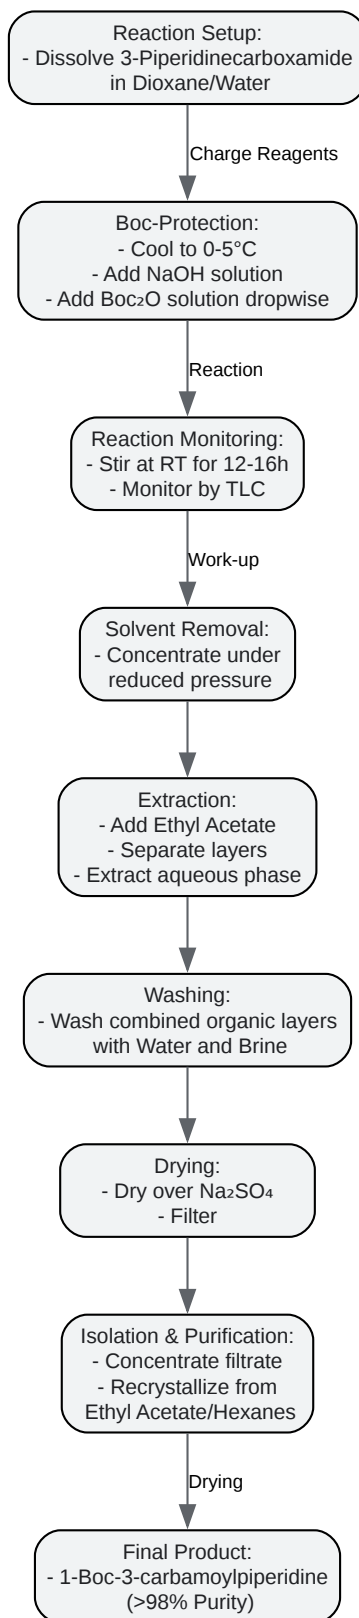 Reaction Setup:
- Dissolve 3-Piperidinecarboxamide
in Dioxane/Water
Charge Reagents
Boc-Protection:
- Cool to 0-5°C
- Add NaOH solution
- Add Boc₂O solution dropwise
Reaction
Reaction Monitoring:
- Stir at RT for 12-16h
- Monitor by TLC
Work-up
Solvent Removal:
- Concentrate under
reduced pressure
Extraction:
- Add Ethyl Acetate
- Separate layers
- Extract aqueous phase
Washing:
- Wash combined organic layers
with Water and Brine
Drying:
- Dry over Na₂SO₄
- Filter
Isolation & Purification:
- Concentrate filtrate
- Recrystallize from
Ethyl Acetate/Hexanes
Drying
Final Product:
- 1-Boc-3-carbamoylpiperidine
(>98% Purity)